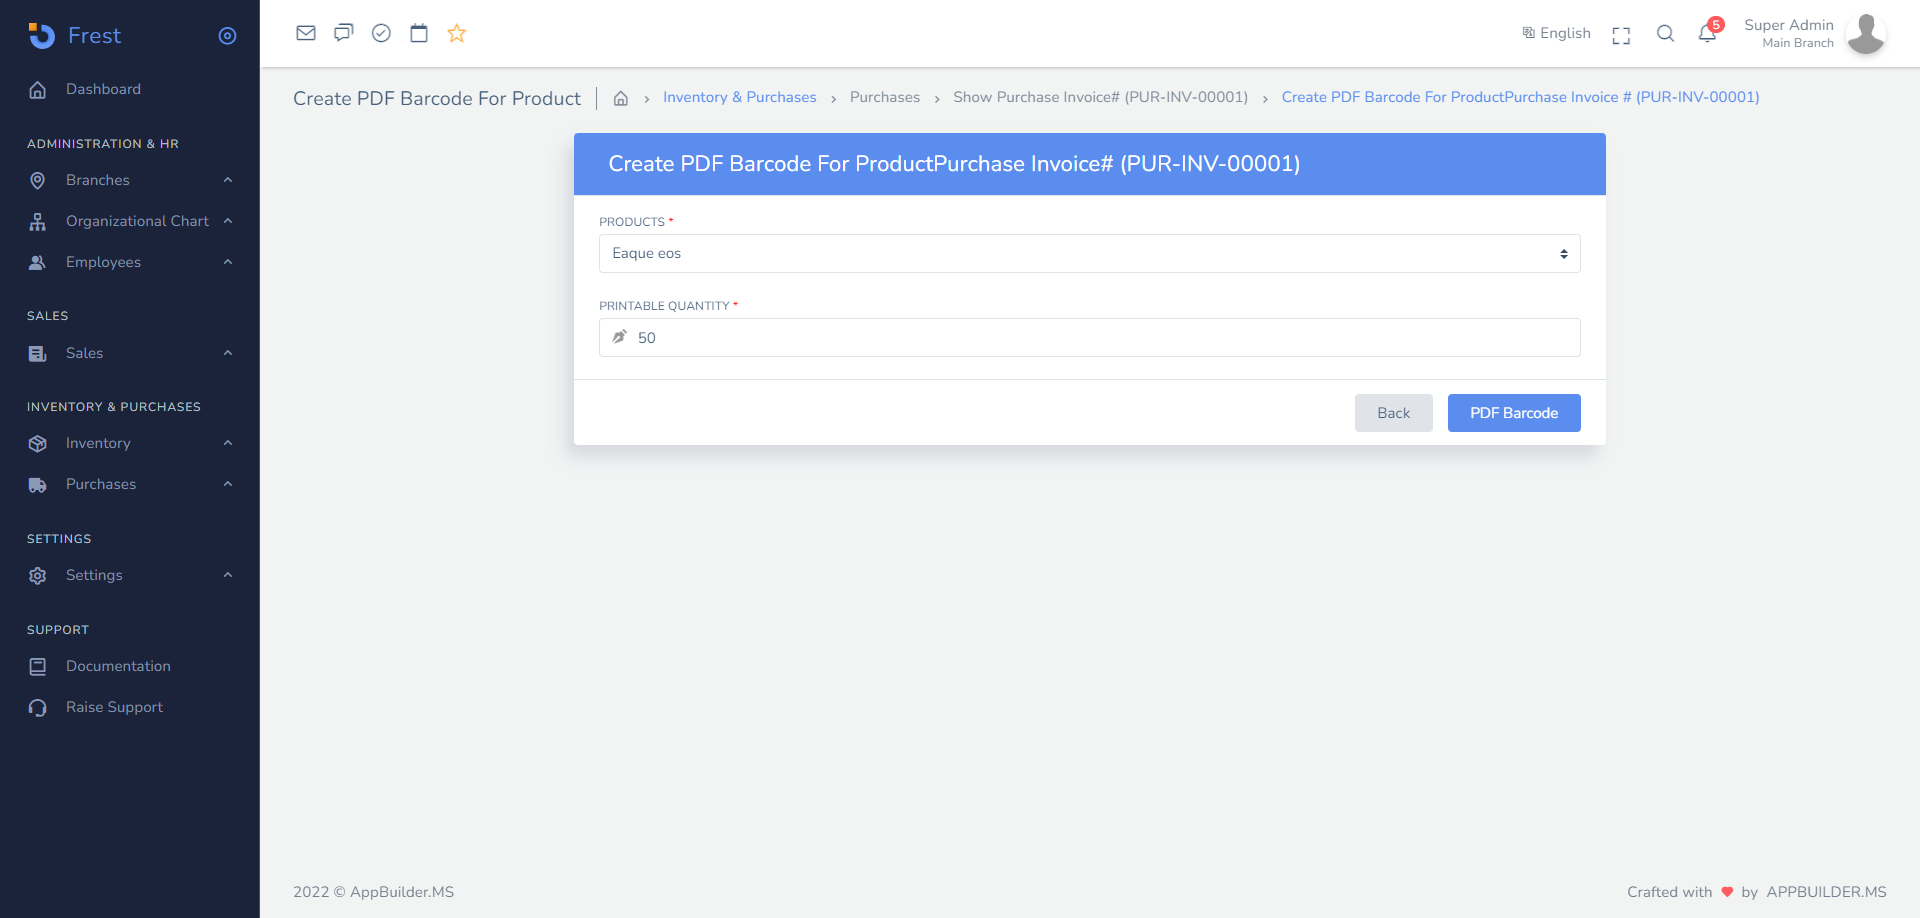 Frest
Dashboard
ADMINISTRATION & HR
Branches
Organizational Chart
Employees
SALES
Sales
INVENTORY & PURCHASES
Inventory
Purchases
SETTINGS
Settings
SUPPORT
Documentation
Raise Support
English
5
Super Admin
Main Branch
Create PDF Barcode For Product
Inventory & Purchases
Purchases
Show Purchase Invoice# (PUR-INV-00001)
Create PDF Barcode For ProductPurchase Invoice # (PUR-INV-00001)
Create PDF Barcode For ProductPurchase Invoice# (PUR-INV-00001)
PRODUCTS *
Eaque eos
PRINTABLE QUANTITY *
50
Back
PDF Barcode
2022 © AppBuilder.MS
Crafted with ♥ by APPBUILDER.MS